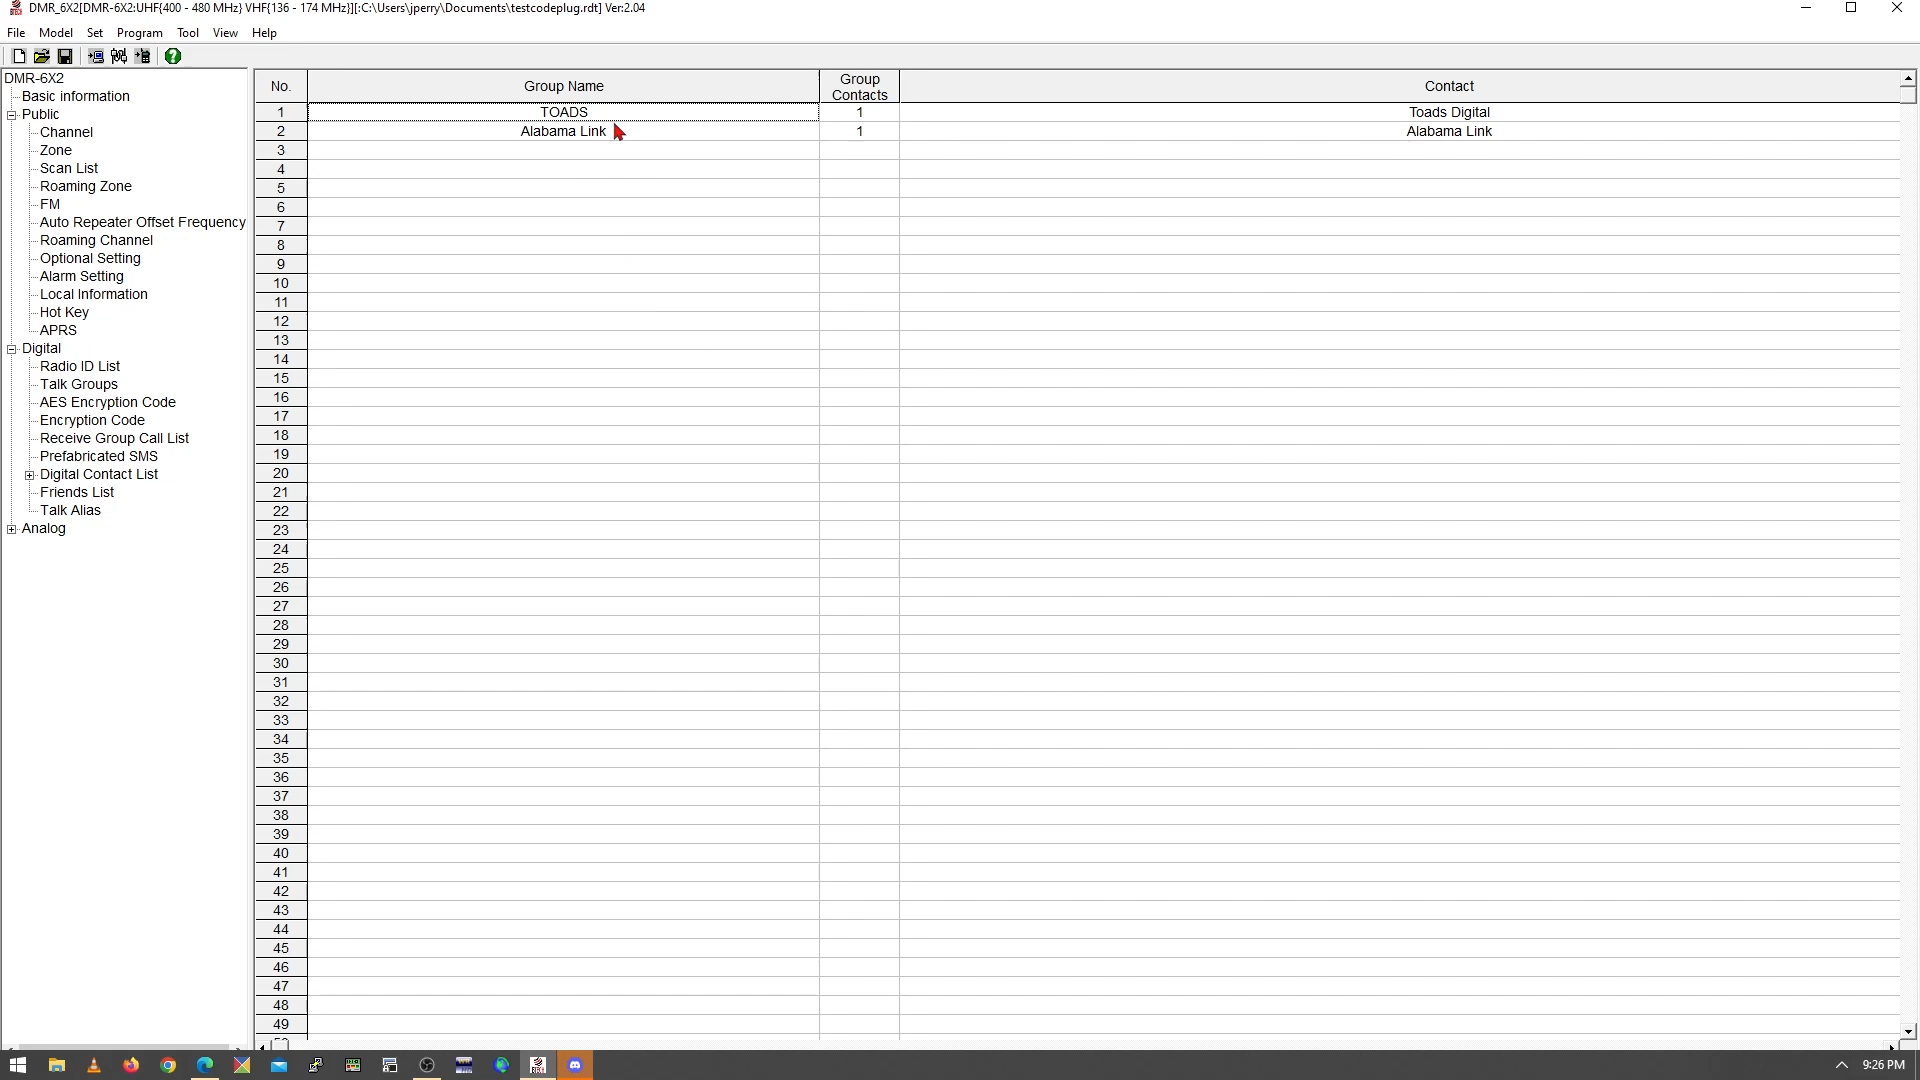 DMR_6X2[DMR-6X2:UHF{400 - 480 MHz} VHF{136 - 174 MHz}][:C:\Users\jperry\Documents\testcodeplug.rdt] Ver:2.04
File Model Set Program Tool View Help
DMR-6X2
Basic information
Public
Channel
Zone
Scan List
Roaming Zone
FM
Auto Repeater Offset Frequency
Roaming Channel
Optional Setting
Alarm Setting
Local Information
Hot Key
APRS
Digital
Radio ID List
Talk Groups
AES Encryption Code
Encryption Code
Receive Group Call List
Prefabricated SMS
Digital Contact List
Friends List
Talk Alias
Analog
No. Group Name Group Contacts Contact
1 TOADS 1 Toads Digital
2 Alabama Link 1 Alabama Link
3
4
5
6
7
8
9
10
11
12
13
14
15
16
17
18
19
20
21
22
23
24
25
26
27
28
29
30
31
32
33
34
35
36
37
38
39
40
41
42
43
44
45
46
47
48
49
9:26 PM